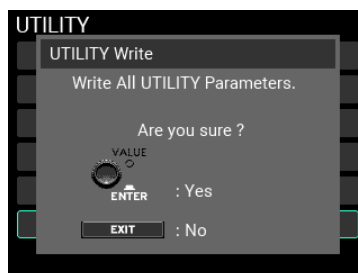 UTILITY
UTILITY Write
Write All UTILITY Parameters.
Are you sure ?
VALUE
ENTER : Yes
EXIT : No